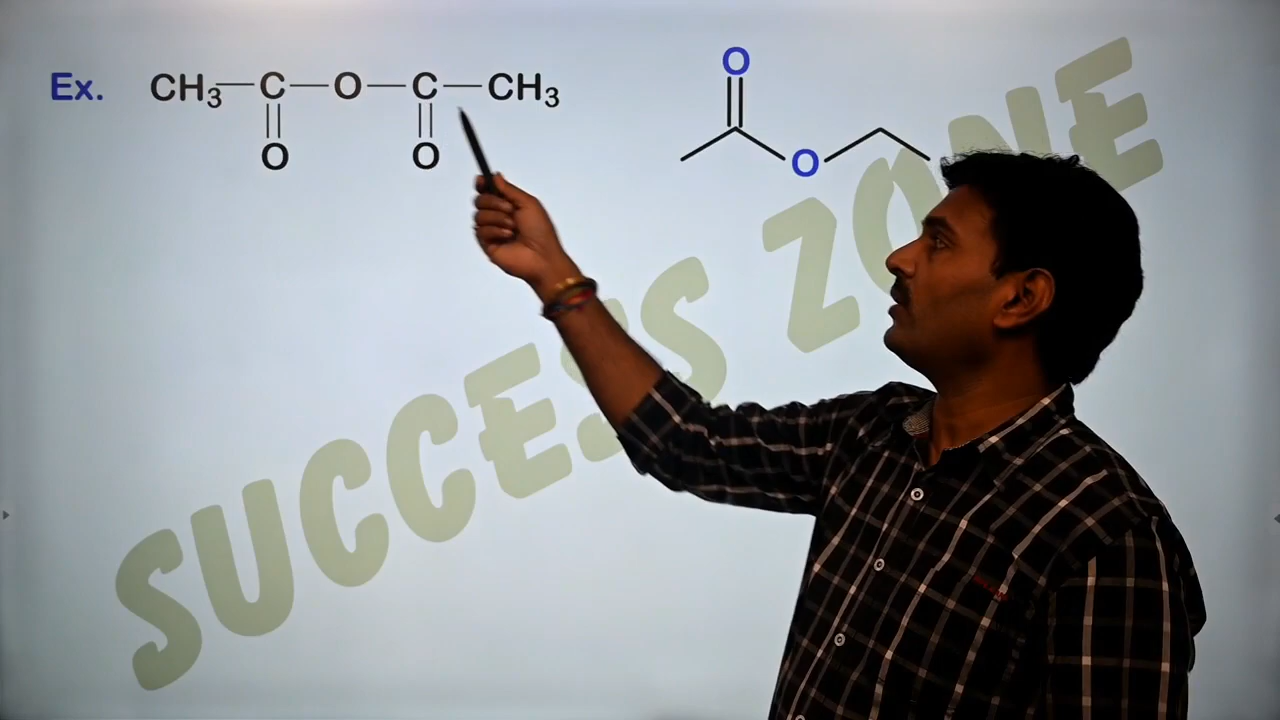 Ex. CH₃—C—O—C—CH₃
O O
O
O
SUCCESS ZONE